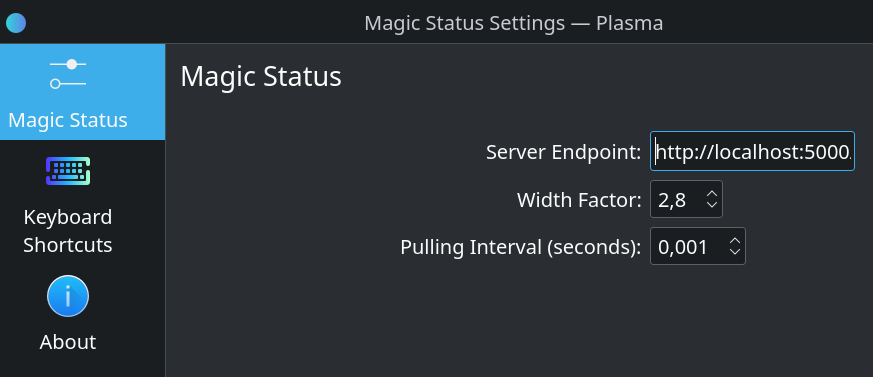 Magic Status Settings — Plasma
Magic Status
Magic Status
Server Endpoint: http://localhost:5000
Width Factor: 2,8
Keyboard
Shortcuts
Pulling Interval (seconds): 0,001
About